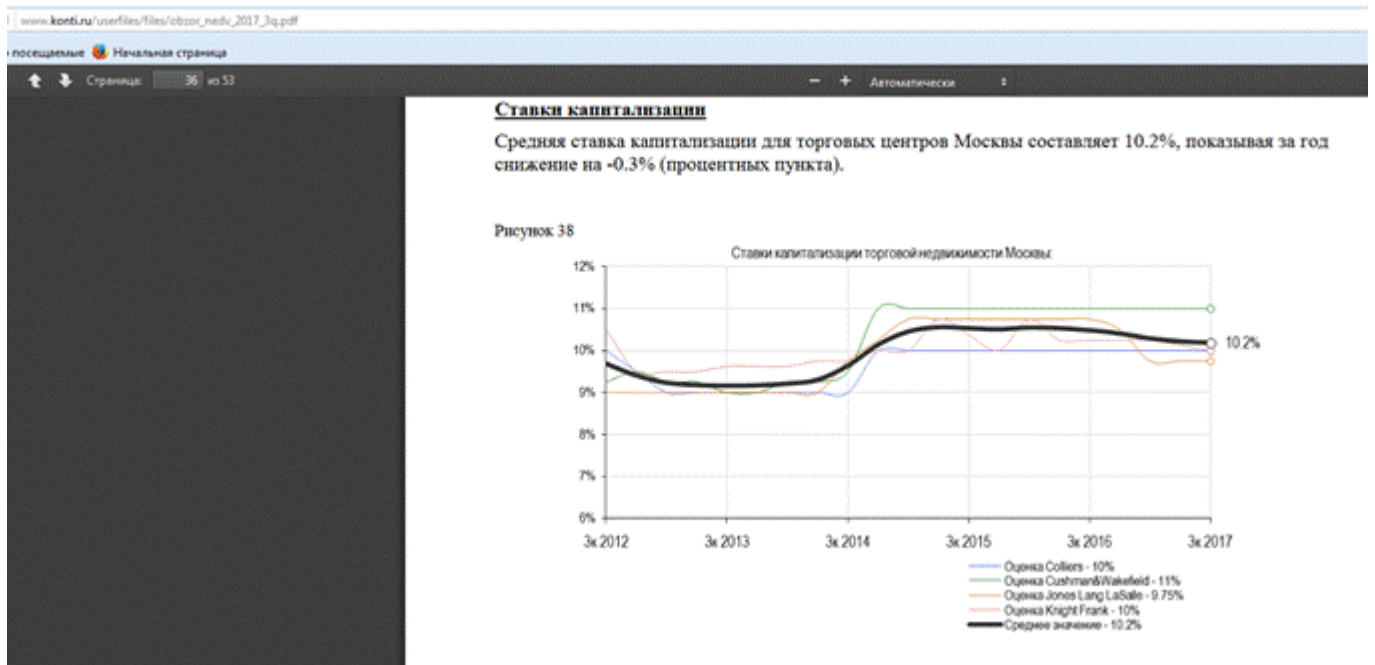 www.konti.ru/userfiles/files/obzor_nedv_2017_3q.pdf
посещаемые Начальная страница
Страница: 36 из 53
Автоматически
Ставки капитализации
Средняя ставка капитализации для торговых центров Москвы составляет 10.2%, показывая за год
снижение на -0.3% (процентных пункта).
Рисунок 38
Ставки капитализации торговой недвижимости Москвы:
12%
11%
10%
9%
8%
7%
6%
10.2%
3к 2012 3к 2013 3к 2014 3к 2015 3к 2016 3к 2017
Оценка Colliers - 10%
Оценка Cushman&Wakefield - 11%
Оценка Jones Lang LaSalle - 9.75%
Оценка Knight Frank - 10%
Среднее значение - 10.2%